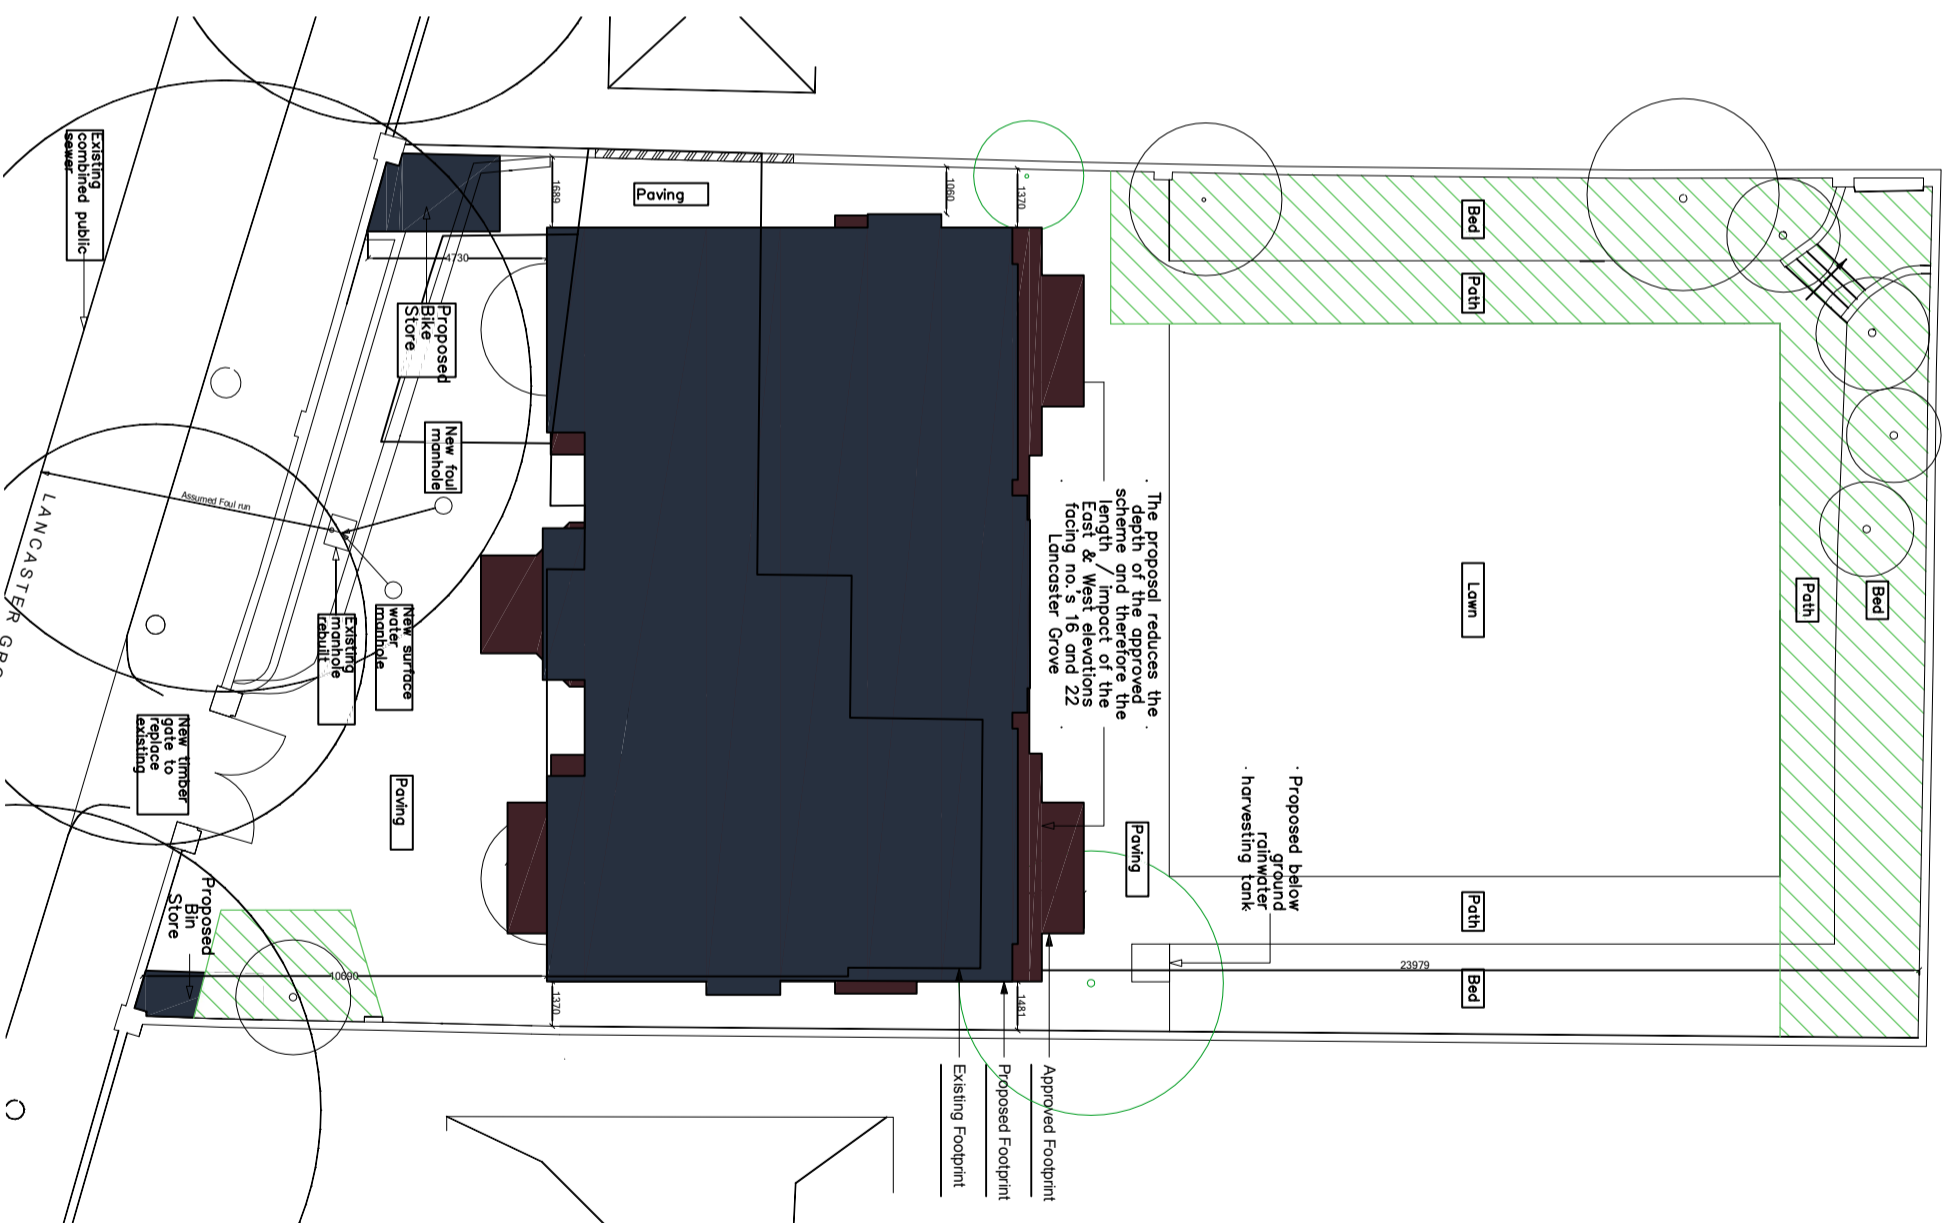 Existing
combined public
sewer
Proposed
Bike
Store
New foul
manhole
Assumed Foul run
LANCASTER GRO
New surface
water
manhole
Existing
manhole
rebuilt
New timber
gate to
replace
existing
Paving
Proposed
Bin
Store
Paving
1689
4730
1060
1370
10690
1370
1481
23979
The proposal reduces the
depth of the approved
scheme and therefore the
length / impact of the
East & West elevations
facing no.'s 16 and 22
Lancaster Grove
Paving
Proposed below
ground
rainwater
harvesting tank
Bed
Path
Lawn
Path
Bed
Path
Bed
Approved Footprint
Proposed Footprint
Existing Footprint